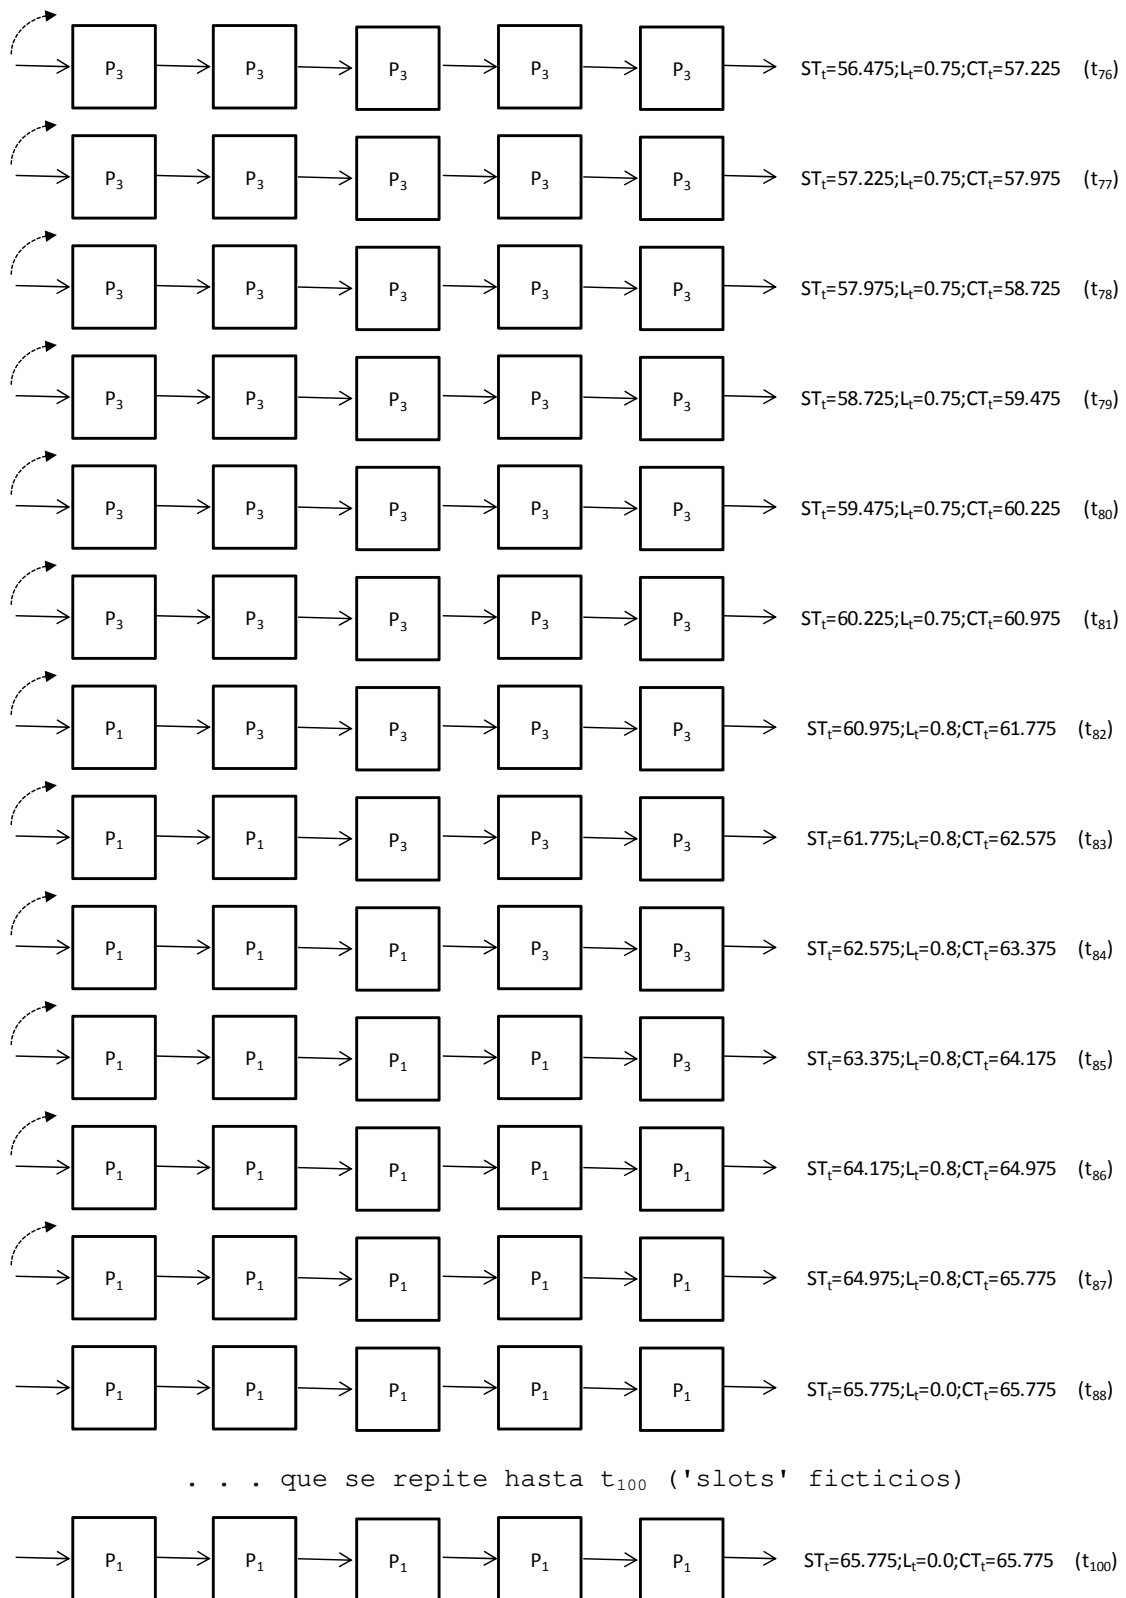 P₃ P₃ P₃ P₃ P₃ STₜ=56.475;Lₜ=0.75;CTₜ=57.225 (t₇₆)
P₃ P₃ P₃ P₃ P₃ STₜ=57.225;Lₜ=0.75;CTₜ=57.975 (t₇₇)
P₃ P₃ P₃ P₃ P₃ STₜ=57.975;Lₜ=0.75;CTₜ=58.725 (t₇₈)
P₃ P₃ P₃ P₃ P₃ STₜ=58.725;Lₜ=0.75;CTₜ=59.475 (t₇₉)
P₃ P₃ P₃ P₃ P₃ STₜ=59.475;Lₜ=0.75;CTₜ=60.225 (t₈₀)
P₃ P₃ P₃ P₃ P₃ STₜ=60.225;Lₜ=0.75;CTₜ=60.975 (t₈₁)
P₁ P₃ P₃ P₃ P₃ STₜ=60.975;Lₜ=0.8;CTₜ=61.775 (t₈₂)
P₁ P₁ P₃ P₃ P₃ STₜ=61.775;Lₜ=0.8;CTₜ=62.575 (t₈₃)
P₁ P₁ P₁ P₃ P₃ STₜ=62.575;Lₜ=0.8;CTₜ=63.375 (t₈₄)
P₁ P₁ P₁ P₁ P₃ STₜ=63.375;Lₜ=0.8;CTₜ=64.175 (t₈₅)
P₁ P₁ P₁ P₁ P₁ STₜ=64.175;Lₜ=0.8;CTₜ=64.975 (t₈₆)
P₁ P₁ P₁ P₁ P₁ STₜ=64.975;Lₜ=0.8;CTₜ=65.775 (t₈₇)
P₁ P₁ P₁ P₁ P₁ STₜ=65.775;Lₜ=0.0;CTₜ=65.775 (t₈₈)
. . . que se repite hasta t₁₀₀ ('slots' ficticios)
P₁ P₁ P₁ P₁ P₁ STₜ=65.775;Lₜ=0.0;CTₜ=65.775 (t₁₀₀)